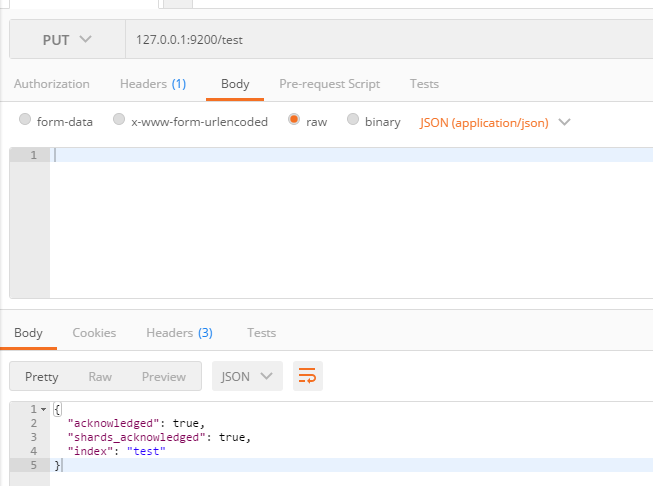 PUT 127.0.0.1:9200/test
Authorization Headers (1) Body Pre-request Script Tests
form-data x-www-form-urlencoded raw binary JSON (application/json)
1
Body Cookies Headers (3) Tests
Pretty Raw Preview JSON
1 {
2 "acknowledged": true,
3 "shards_acknowledged": true,
4 "index": "test"
5 }